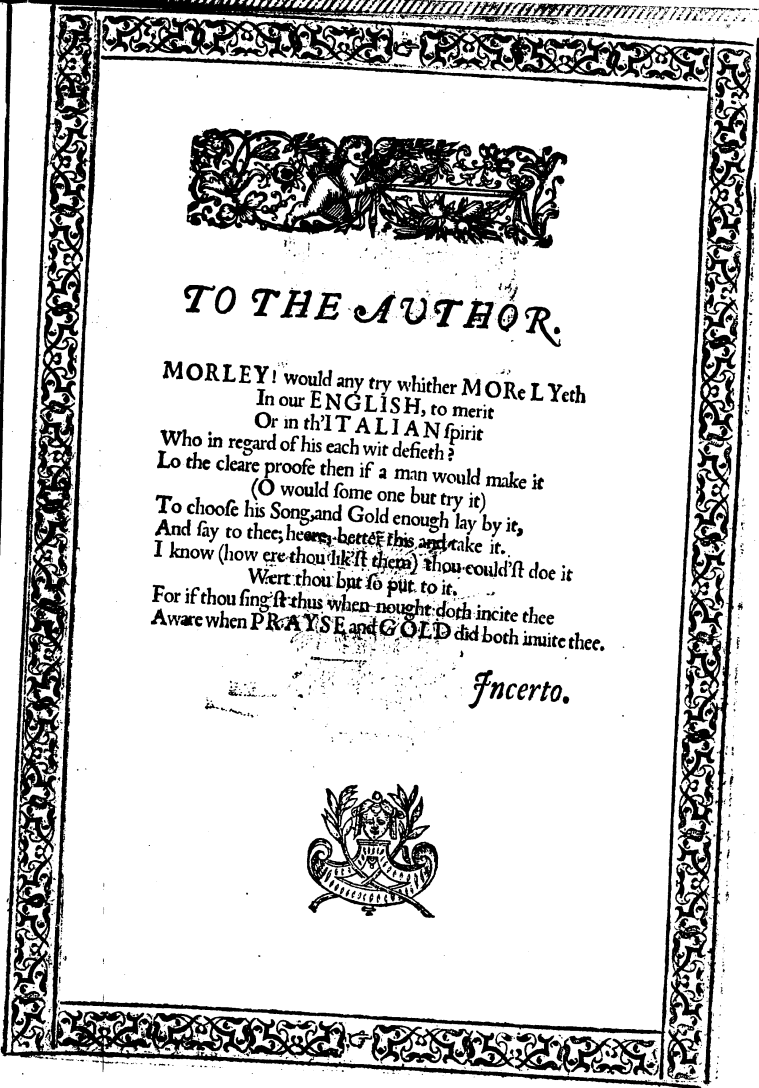 TO THE AUTHOR.
MORLEY! would any try whither MORe LYeth
In our ENGLISH, to merit
Or in th'ITALIAN ſpirit
Who in regard of his each wit defieth?
Lo the cleare proofe then if a man would make it
(O would ſome one but try it)
To chooſe his Song,and Gold enough lay by it,
And ſay to thee; heere, better this and take it.
I know (how ere thou lik'ſt them) thou could'ſt doe it
Wert thou but ſo put to it.
For if thou ſing'ſt thus when nought doth incite thee
Aware when PRAYSE and GOLD did both inuite thee.
Incerto.